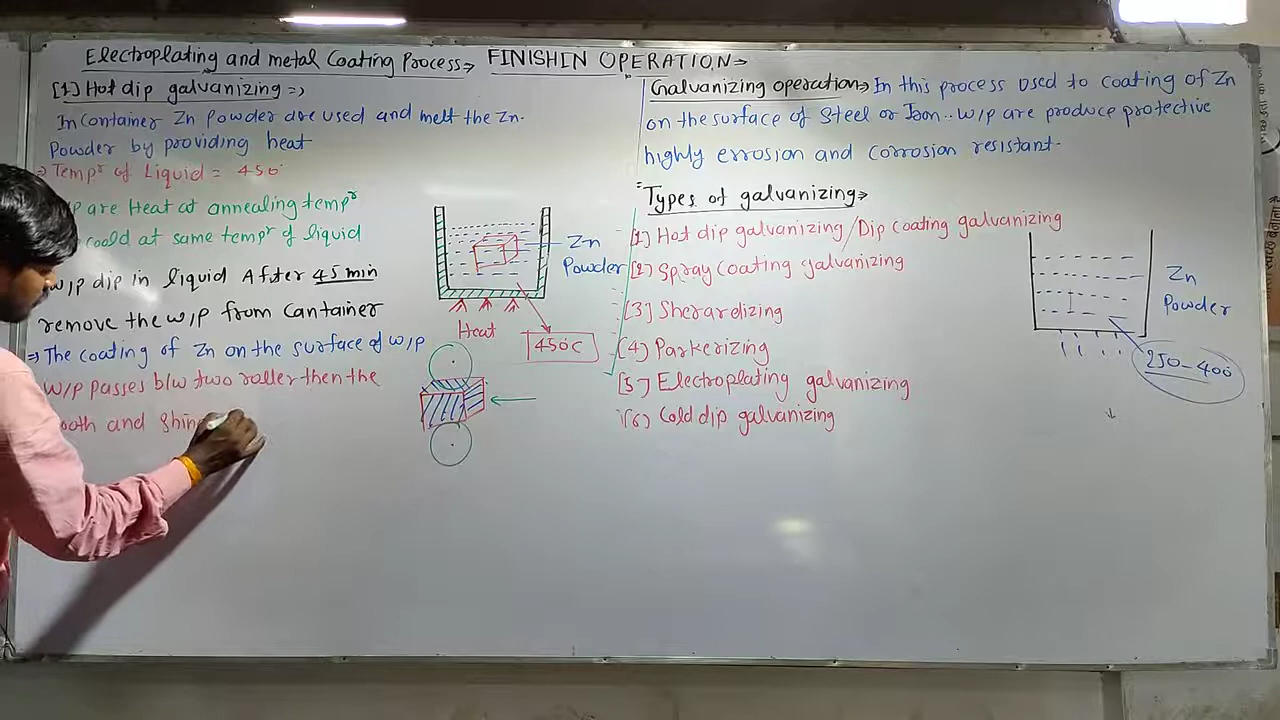 Electroplating and metal Coating Process⇒ FINISHIN OPERATION⇒
[1] Hot dip galvanizing =>
In Container Zn Powder are used and melt the Zn.
Powder by providing heat
⇒ Tempr of Liquid = 450°
are Heat at annealing tempr
coold at same tempr of liquid
W/P dip in liquid After 45 min
remove the W/P from Cantainer
⇒ The coating of Zn on the surface of W/P
W/P passes b/w two roller then the
ooth and Shin
Zn
Powder
Heat
450°C
Galvanizing operation⇒ In this process used to coating of Zn
on the surface of Steel or Iron.. W/P are produce protective
highly errosion and Corrosion resistant.
Types of galvanizing⇒
[1] Hot dip galvanizing/Dip coating galvanizing
[2] Spray Coating galvanizing
[3] Sherardizing
[4] Parkerizing
[5] Electroplating galvanizing
[6] Cold dip galvanizing
Zn
Powder
250-400